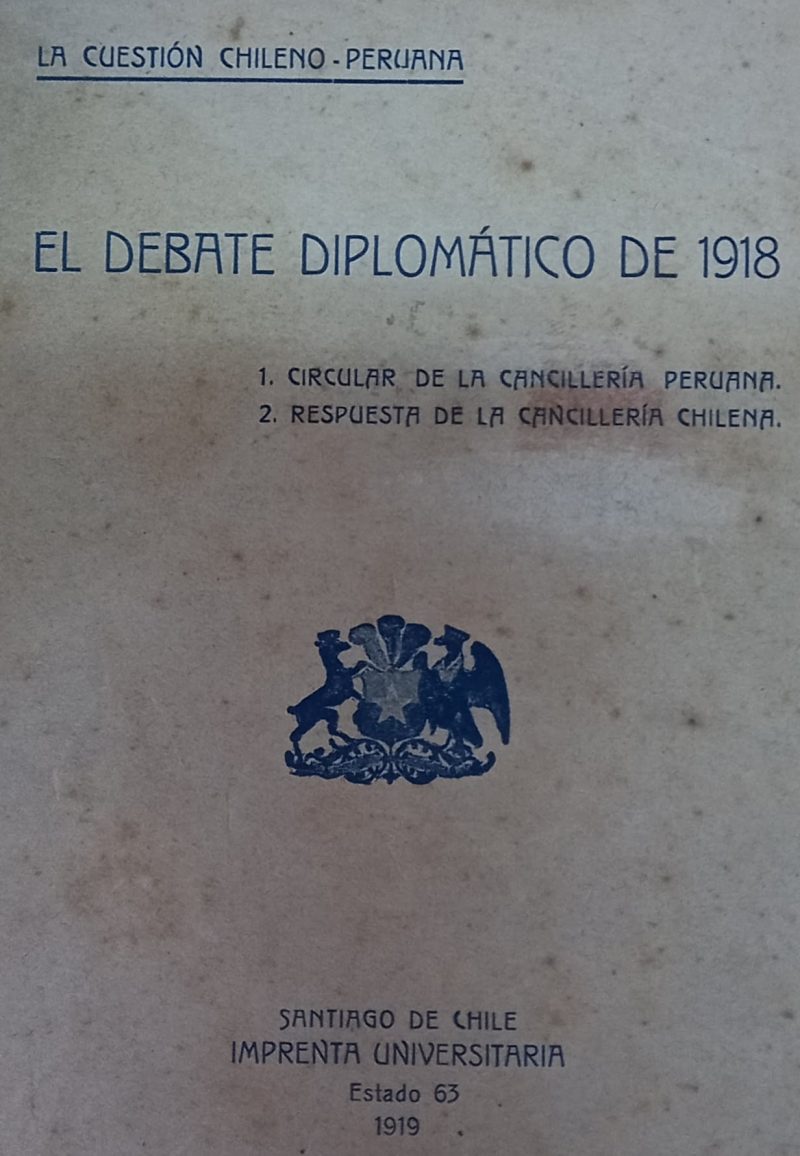 LA CUESTIÓN CHILENO-PERUANA
EL DEBATE DIPLOMÁTICO DE 1918
1. CIRCULAR DE LA CANCILLERÍA PERUANA.
2. RESPUESTA DE LA CANCILLERÍA CHILENA.
SANTIAGO DE CHILE
IMPRENTA UNIVERSITARIA
Estado 63
1919